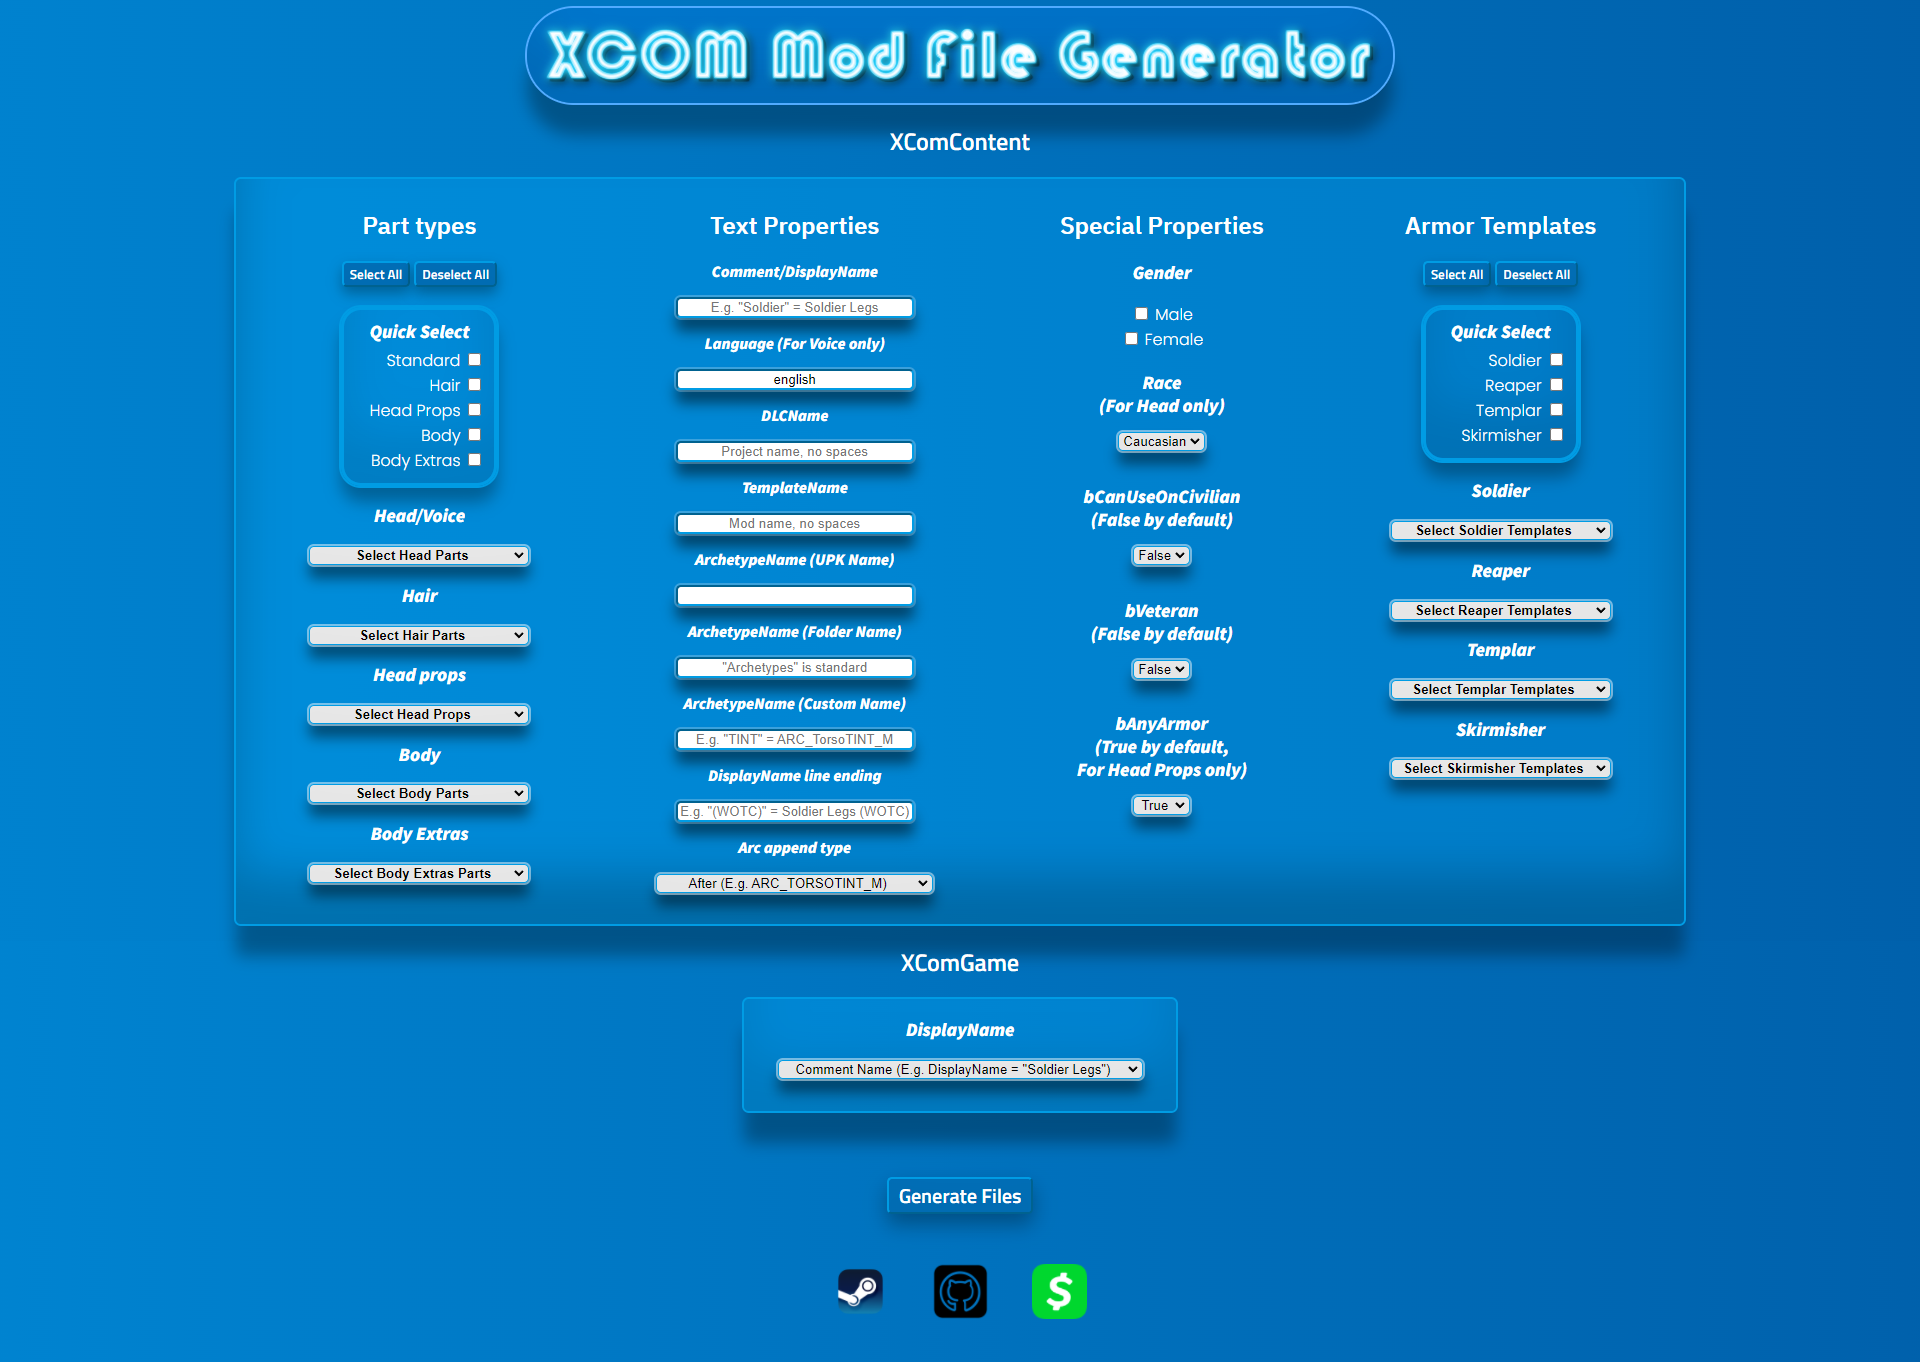 XCOM Mod File Generator
XComContent
Part types
Select All Deselect All
Quick Select
Standard
Hair
Head Props
Body
Body Extras
Head/Voice
Select Head Parts
Hair
Select Hair Parts
Head props
Select Head Props
Body
Select Body Parts
Body Extras
Select Body Extras Parts
Text Properties
Comment/DisplayName
E.g. "Soldier" = Soldier Legs
Language (For Voice only)
english
DLCName
Project name, no spaces
TemplateName
Mod name, no spaces
ArchetypeName (UPK Name)
ArchetypeName (Folder Name)
"Archetypes" is standard
ArchetypeName (Custom Name)
E.g. "TINT" = ARC_TorsoTINT_M
DisplayName line ending
E.g. "(WOTC)" = Soldier Legs (WOTC)
Arc append type
After (E.g. ARC_TORSOTINT_M)
Special Properties
Gender
Male
Female
Race
(For Head only)
Caucasian
bCanUseOnCivilian
(False by default)
False
bVeteran
(False by default)
False
bAnyArmor
(True by default,
For Head Props only)
True
Armor Templates
Select All Deselect All
Quick Select
Soldier
Reaper
Templar
Skirmisher
Soldier
Select Soldier Templates
Reaper
Select Reaper Templates
Templar
Select Templar Templates
Skirmisher
Select Skirmisher Templates
XComGame
DisplayName
Comment Name (E.g. DisplayName = "Soldier Legs")
Generate Files
$